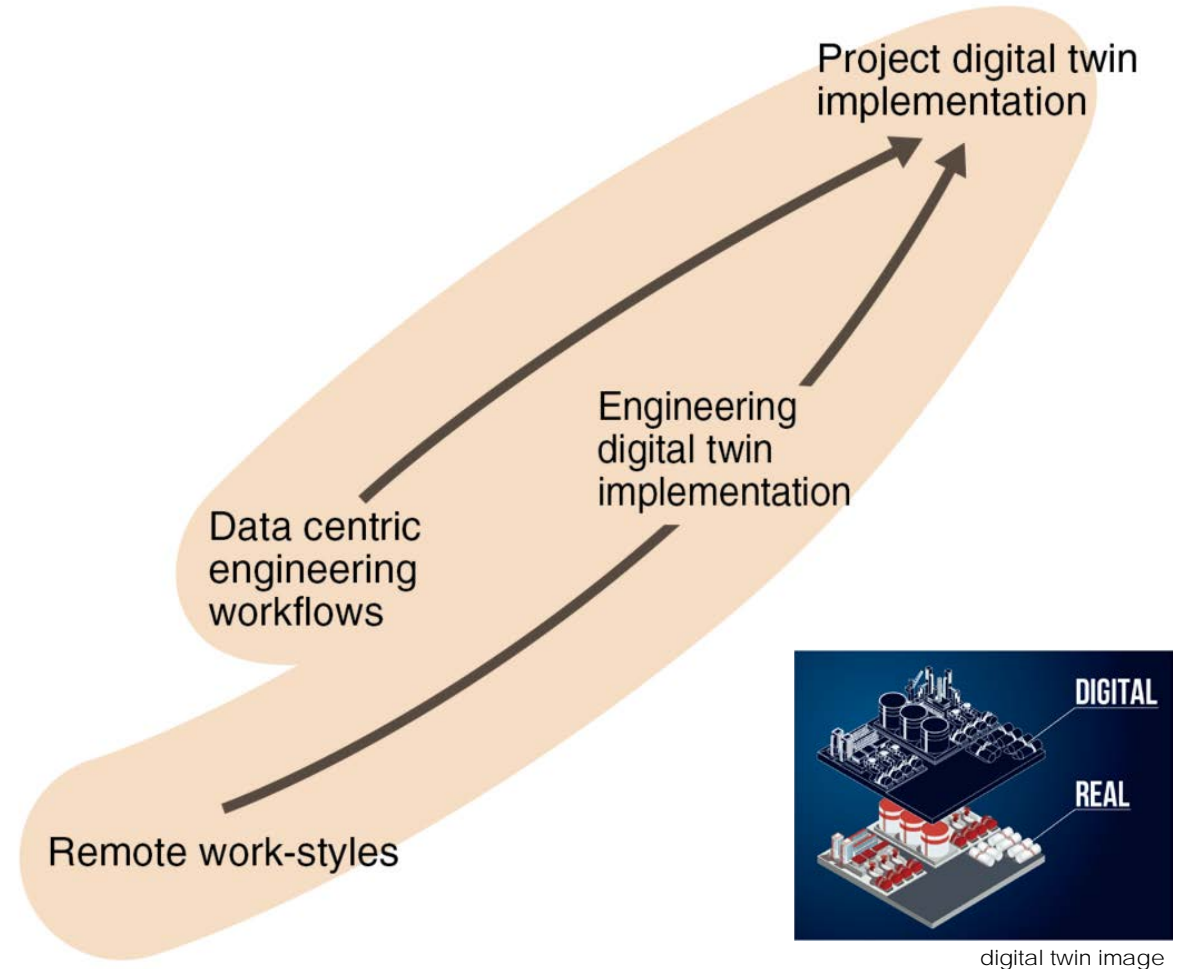 Project digital twin
implementation
Engineering
digital twin
implementation
Data centric
engineering
workflows
Remote work-styles
DIGITAL
REAL
digital twin image